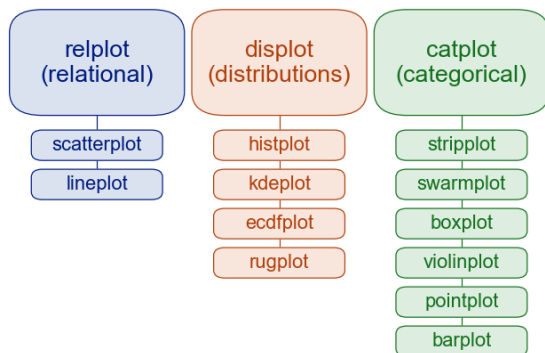 relplot
(relational)
scatterplot
lineplot
displot
(distributions)
histplot
kdeplot
ecdfplot
rugplot
catplot
(categorical)
stripplot
swarmplot
boxplot
violinplot
pointplot
barplot